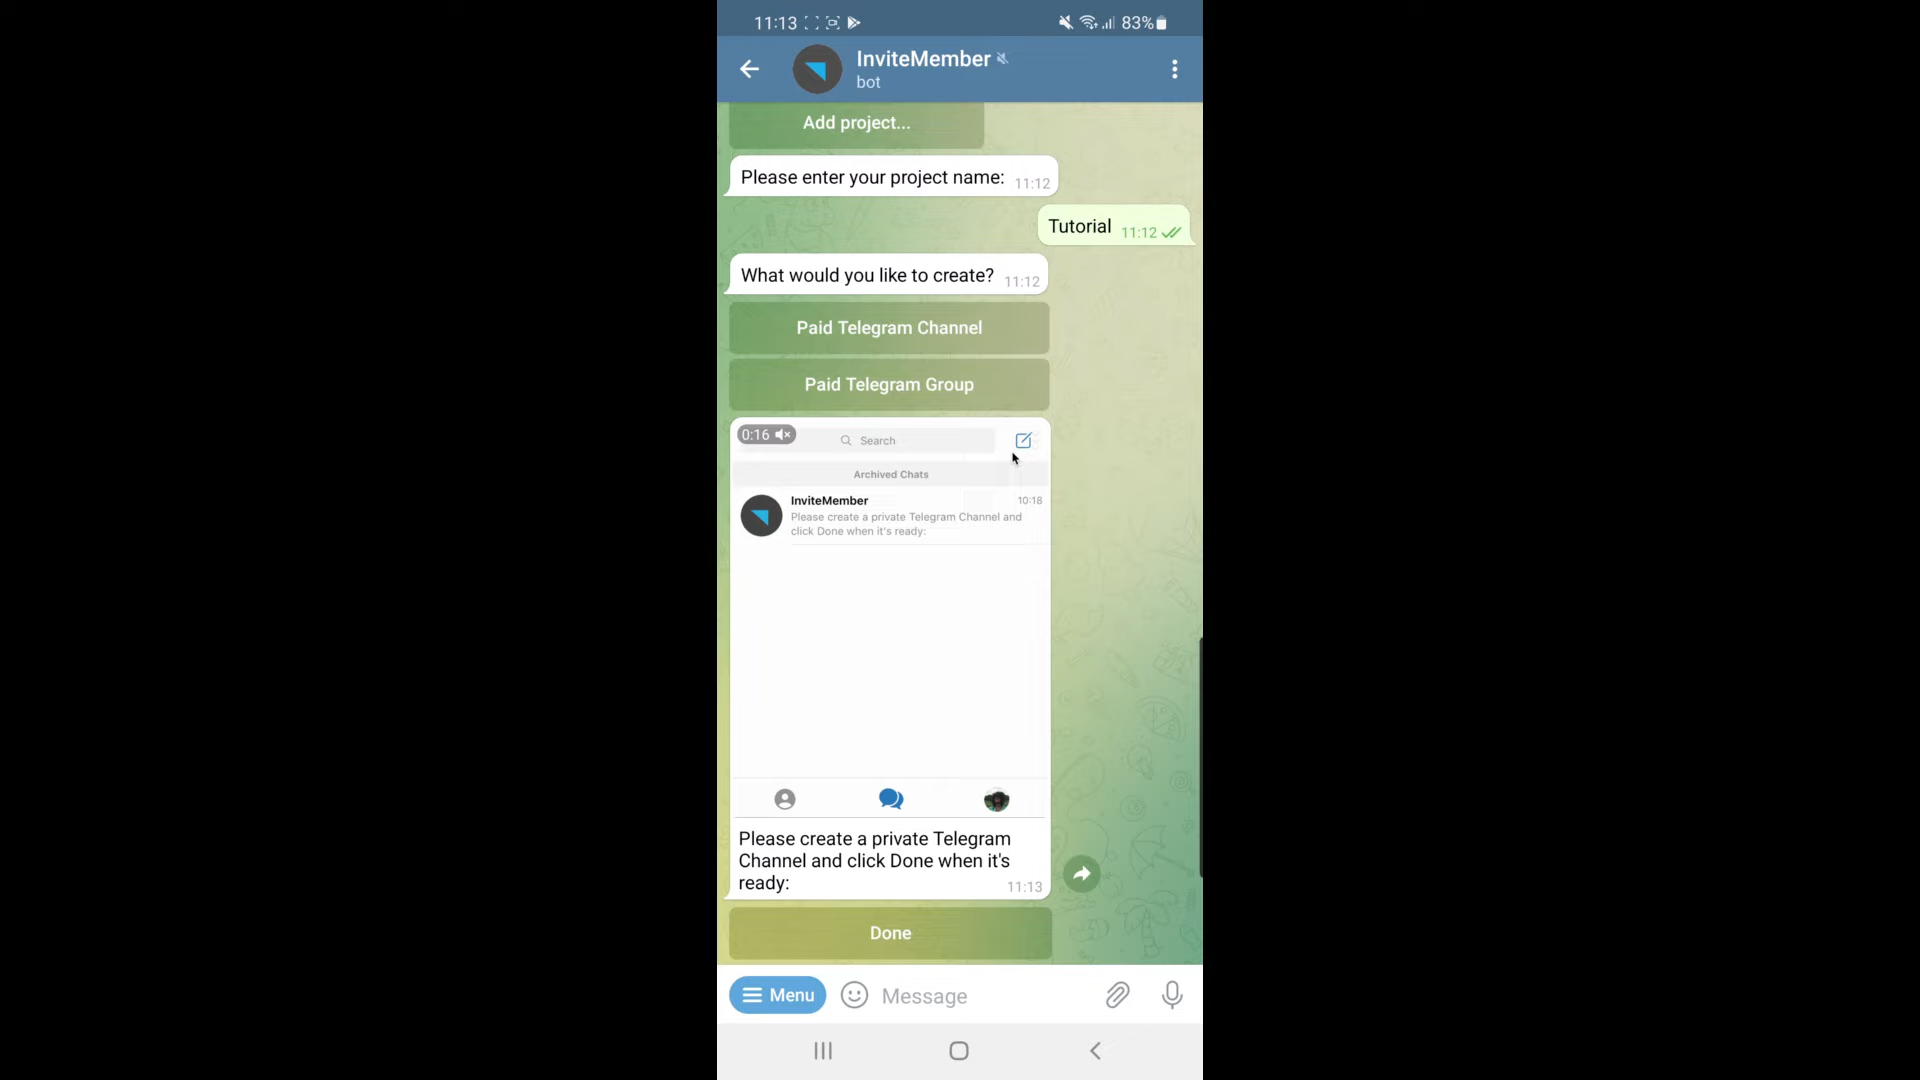 11:13
83%
InviteMember
bot
Add project...
Please enter your project name: 11:12
Tutorial 11:12
What would you like to create? 11:12
Paid Telegram Channel
Paid Telegram Group
0:16
Search
Archived Chats
InviteMember 10:18
Please create a private Telegram Channel and
click Done when it's ready:
Please create a private Telegram
Channel and click Done when it's
ready: 11:13
Done
Menu
Message